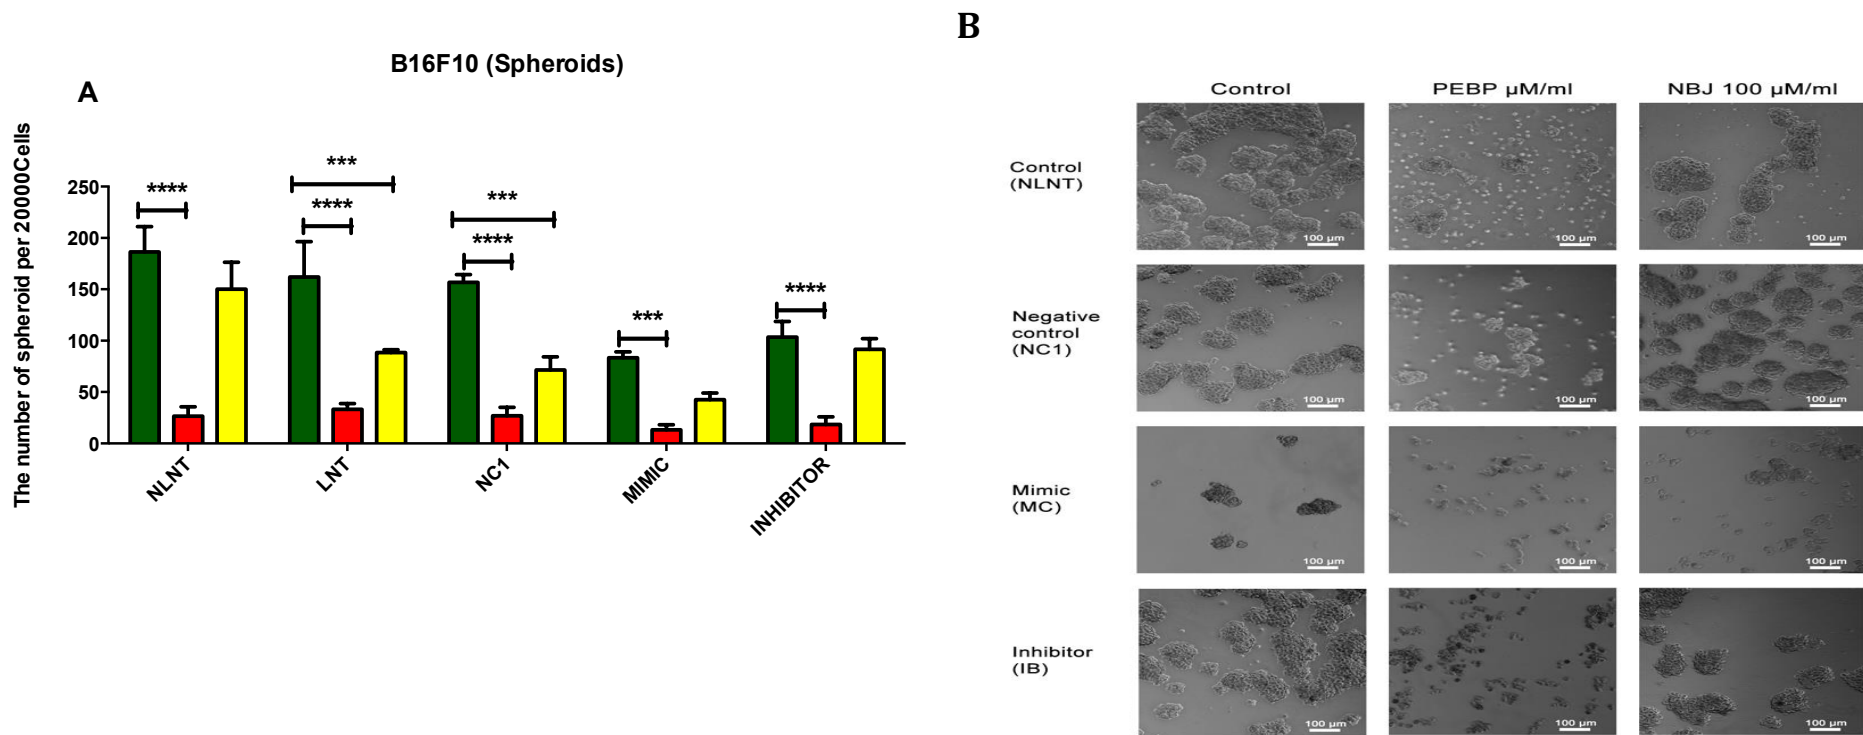 B
B16F10 (Spheroids)
A
The number of spheroid per 20000Cells
250
200
150
100
50
0
****
***
****
***
****
***
****
NLNT
LNT
NC1
MIMIC
INHIBITOR
Control
PEBP µM/ml
NBJ 100 µM/ml
Control
(NLNT)
100 µm
100 µm
100 µm
Negative
control
(NC1)
100 µm
100 µm
100 µm
Mimic
(MC)
100 µm
100 µm
100 µm
Inhibitor
(IB)
100 µm
100 µm
100 µm